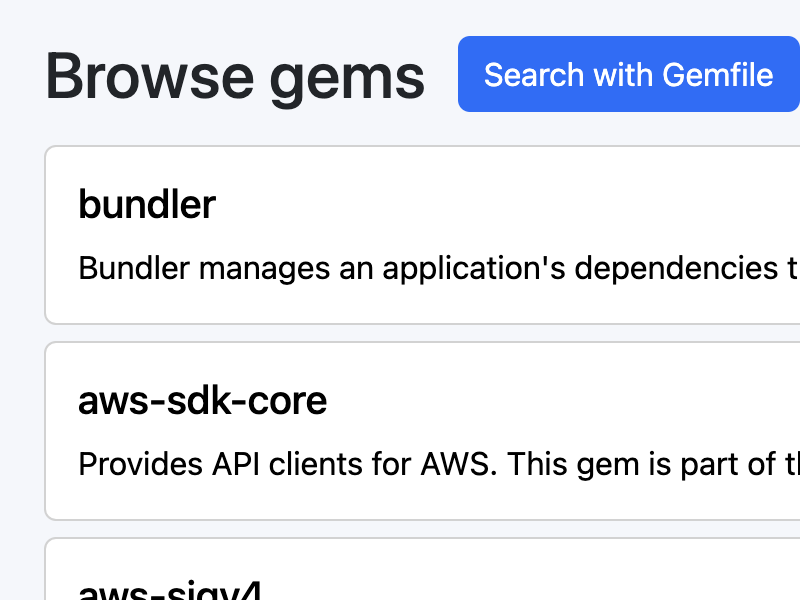 Browse gems
Search with Gemfile
bundler
Bundler manages an application's dependencies t
aws-sdk-core
Provides API clients for AWS. This gem is part of th
aws-sigv4